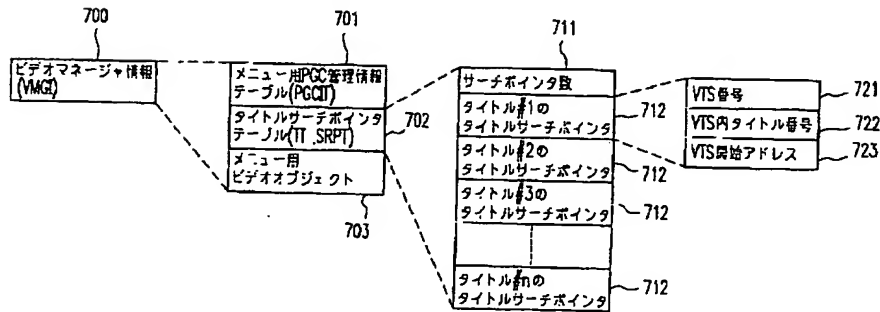 700
ビデオマネージャ情報
(VMGI)
701
メニュー用PGC管理情報
テーブル(PGCIT)
タイトルサーチポインタ
テーブル(TT_SRPT)
702
メニュー用
ビデオオブジェクト
703
711
サーチポインタ数
タイトル#1の
タイトルサーチポインタ
712
タイトル#2の
タイトルサーチポインタ
712
タイトル#3の
タイトルサーチポインタ
712
タイトル#nの
タイトルサーチポインタ
712
VTS番号
721
VTS内タイトル番号
722
VTS開始アドレス
723